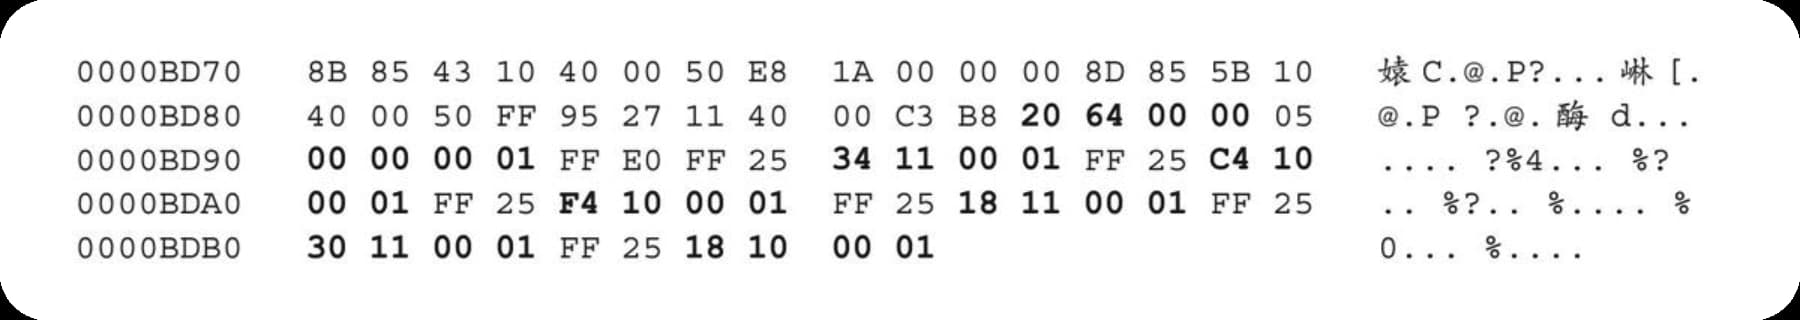 0000BD70 8B 85 43 10 40 00 50 E8 1A 00 00 00 8D 85 5B 10 媴 C.@.P?... 崊 [.
0000BD80 40 00 50 FF 95 27 11 40 00 C3 B8 20 64 00 00 05 @.P ?.@. 酶 d...
0000BD90 00 00 00 01 FF E0 FF 25 34 11 00 01 FF 25 C4 10 .... ?%4... %?
0000BDA0 00 01 FF 25 F4 10 00 01 FF 25 18 11 00 01 FF 25 .. %?.. %.... %
0000BDB0 30 11 00 01 FF 25 18 10 00 01 0... %....